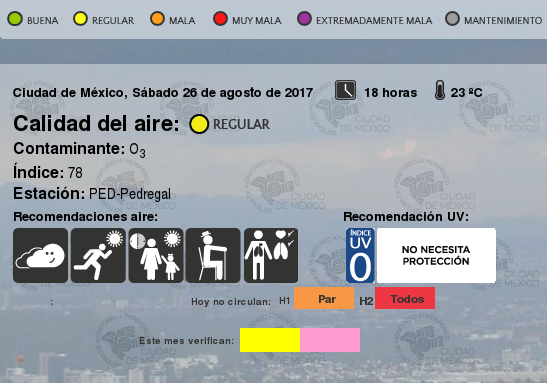 BUENA REGULAR MALA MUY MALA EXTREMADAMENTE MALA MANTENIMIENTO
Ciudad de México, Sábado 26 de agosto de 2017 18 horas 23 ºC
Calidad del aire: REGULAR
Contaminante: O3
Índice: 78
Estación: PED-Pedregal
Recomendaciones aire: Recomendación UV:
ÍNDICE
UV
0
NO NECESITA
PROTECCIÓN
: Hoy no circulan: H1 Par H2 Todos
Este mes verifican:
CIUDAD
DE MÉXICO